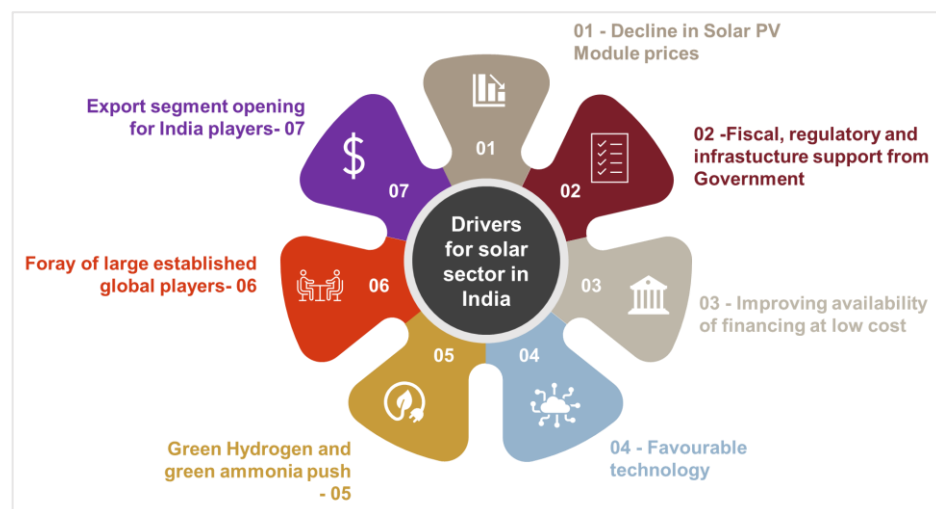 01 - Decline in Solar PV
Module prices
01
02 -Fiscal, regulatory and
infrastucture support from
Government
02
03 - Improving availability
of financing at low cost
03
04 - Favourable
technology
04
Green Hydrogen and
green ammonia push
- 05
05
Foray of large established
global players- 06
06
Export segment opening
for India players- 07
07
Drivers
for solar
sector in
India